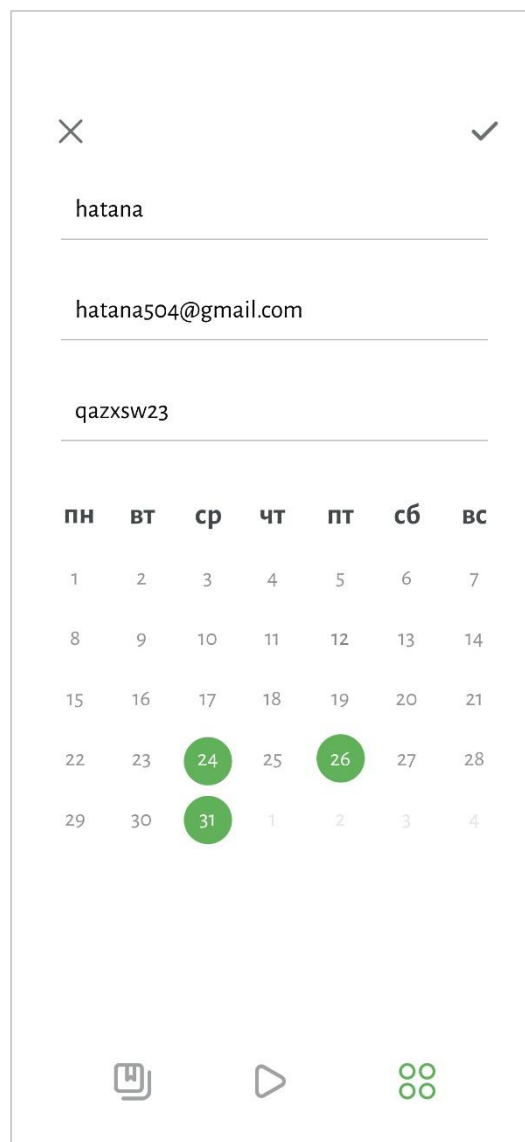 hatana
hatana504@gmail.com
qazxsw23
пн вт ср чт пт сб вс
1 2 3 4 5 6 7
8 9 10 11 12 13 14
15 16 17 18 19 20 21
22 23 24 25 26 27 28
29 30 31 1 2 3 4